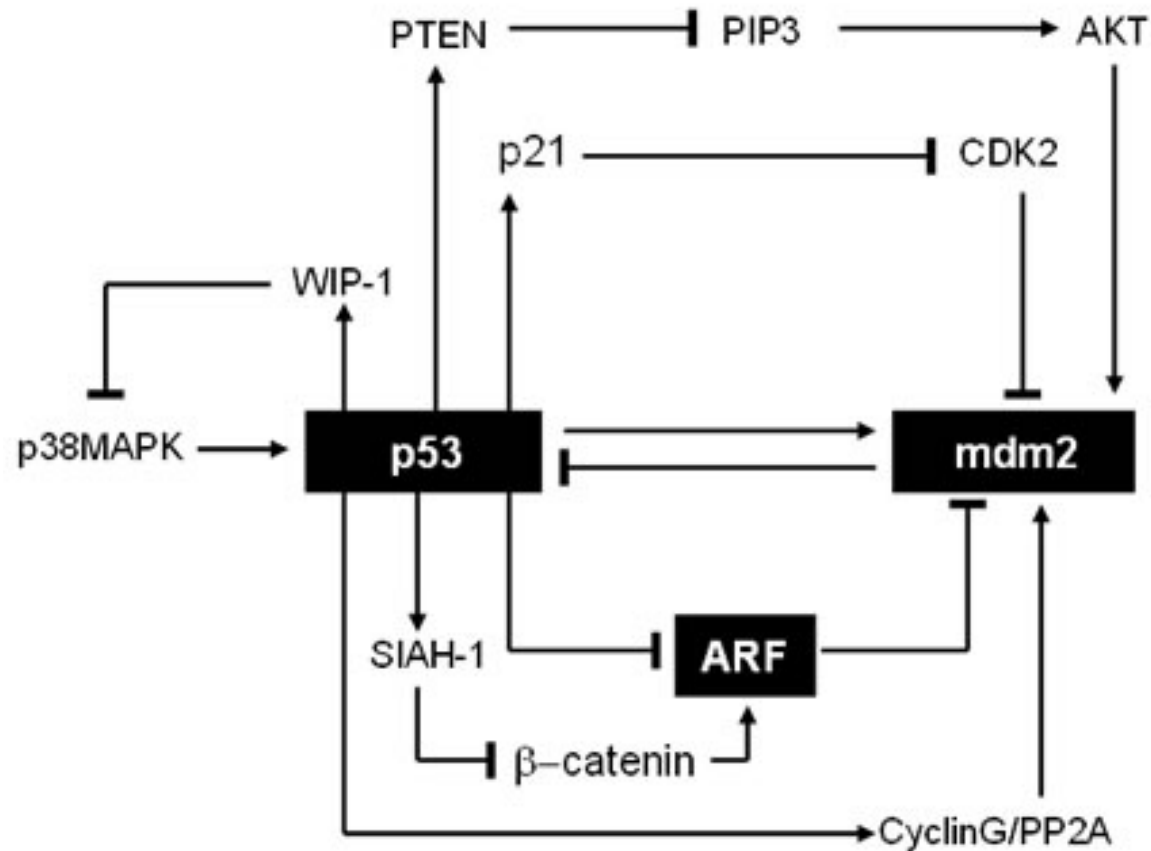 PTEN PIP3 AKT
p21 CDK2
WIP-1
p38MAPK p53 mdm2
SIAH-1 ARF
β–catenin
CyclinG/PP2A